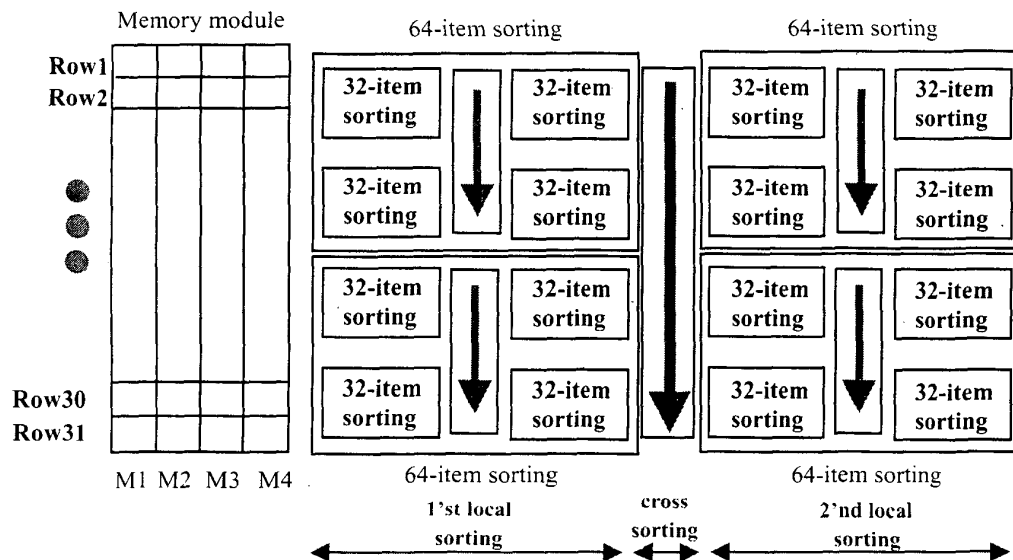 Memory module
64-item sorting
64-item sorting
Row1
Row2
32-item
sorting
32-item
sorting
32-item
sorting
32-item
sorting
32-item
sorting
32-item
sorting
32-item
sorting
32-item
sorting
32-item
sorting
32-item
sorting
32-item
sorting
32-item
sorting
32-item
sorting
32-item
sorting
32-item
sorting
32-item
sorting
Row30
Row31
M1 M2 M3 M4
64-item sorting
64-item sorting
1'st local
sorting
cross
sorting
2'nd local
sorting